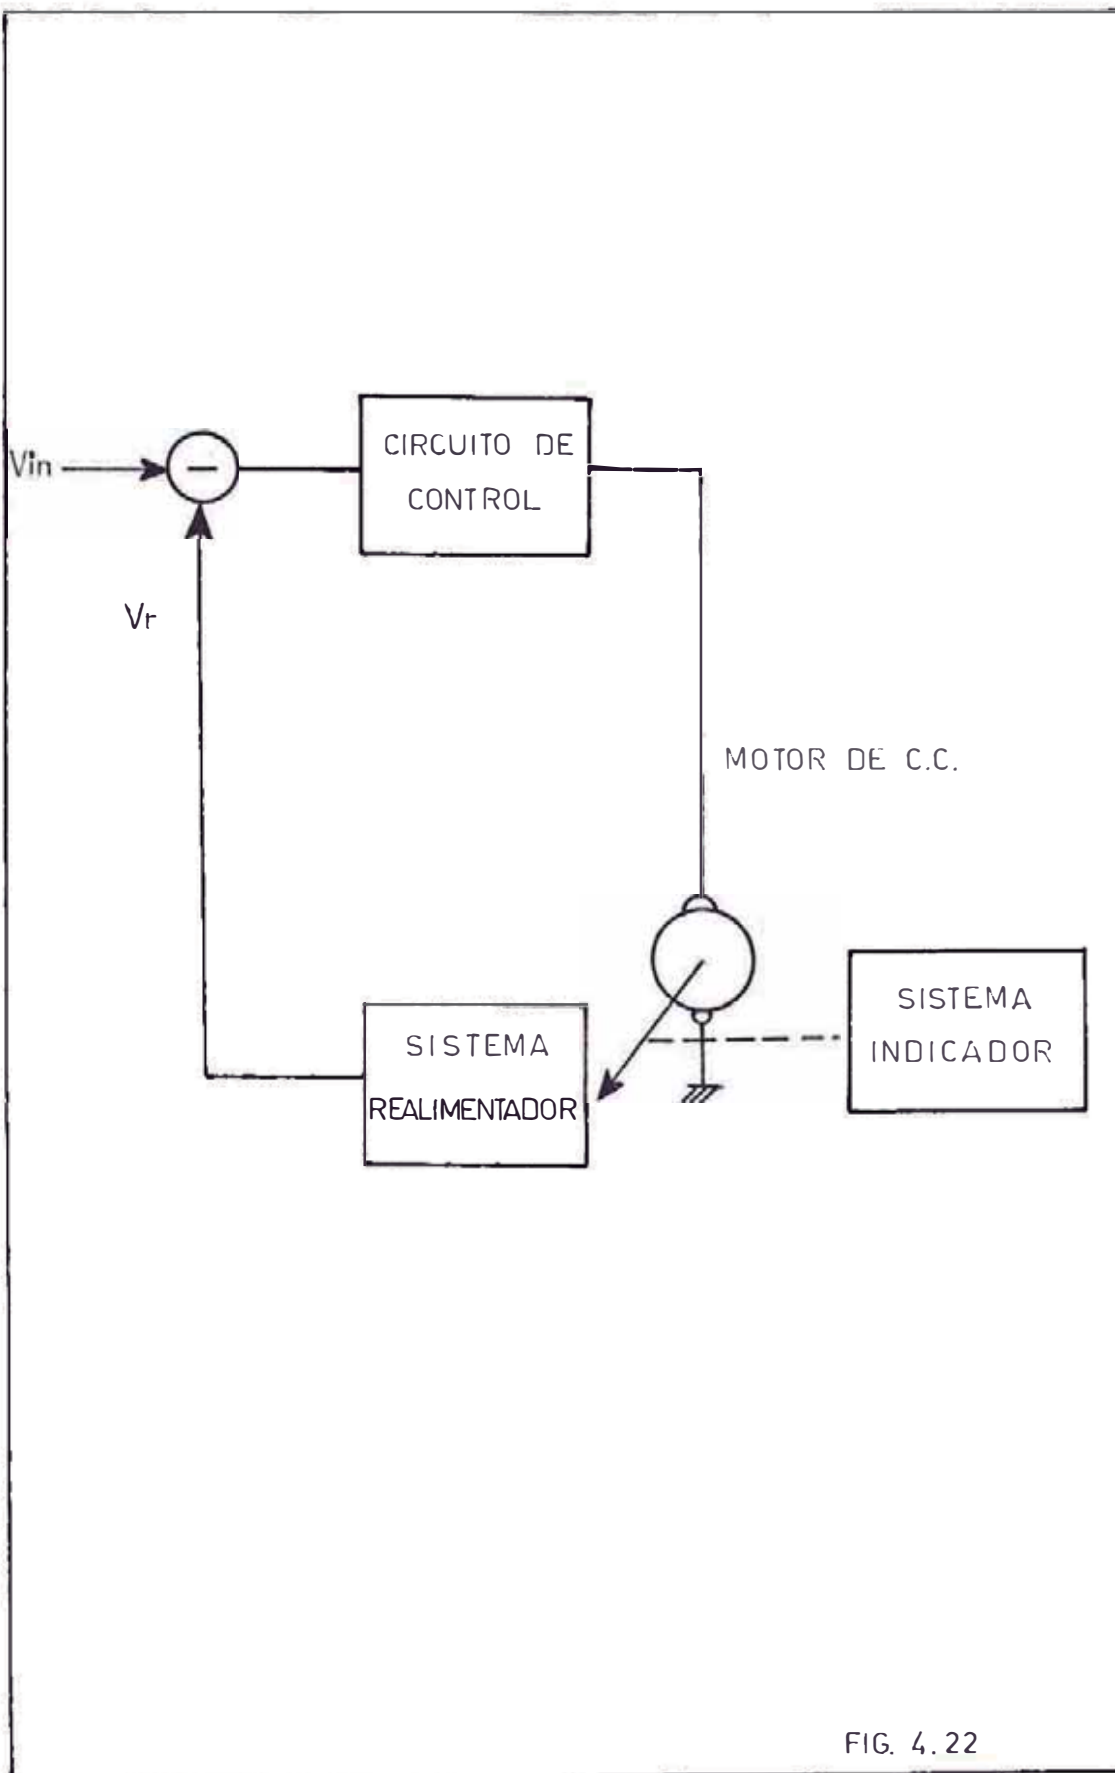 CIRCUITO DE
CONTROL
Vin
−
Vr
MOTOR DE C.C.
SISTEMA
INDICADOR
SISTEMA
REALIMENTADOR
FIG. 4.22